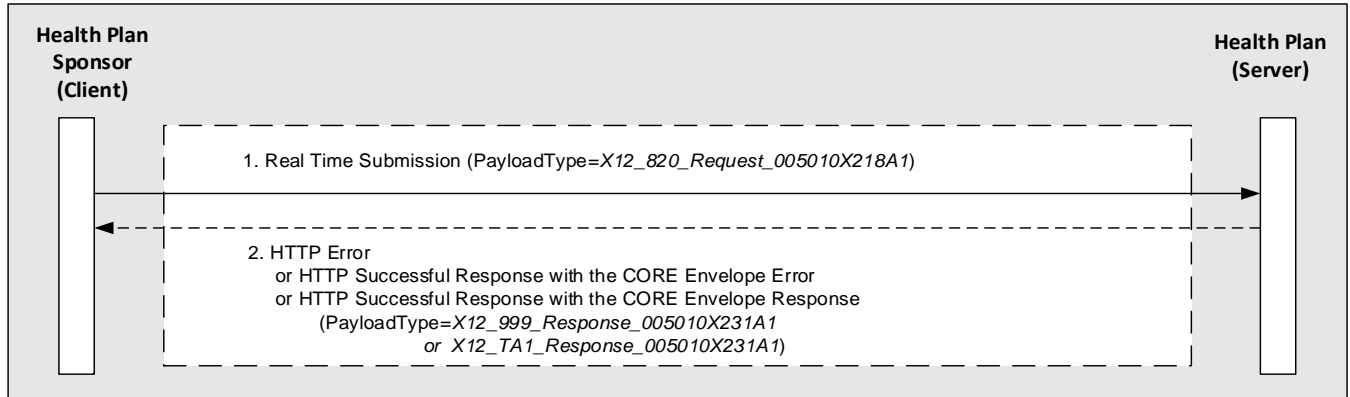 Health Plan
Sponsor
(Client)
Health Plan
(Server)
1. Real Time Submission (PayloadType=X12_820_Request_005010X218A1)
2. HTTP Error
or HTTP Successful Response with the CORE Envelope Error
or HTTP Successful Response with the CORE Envelope Response
(PayloadType=X12_999_Response_005010X231A1
or X12_TA1_Response_005010X231A1)